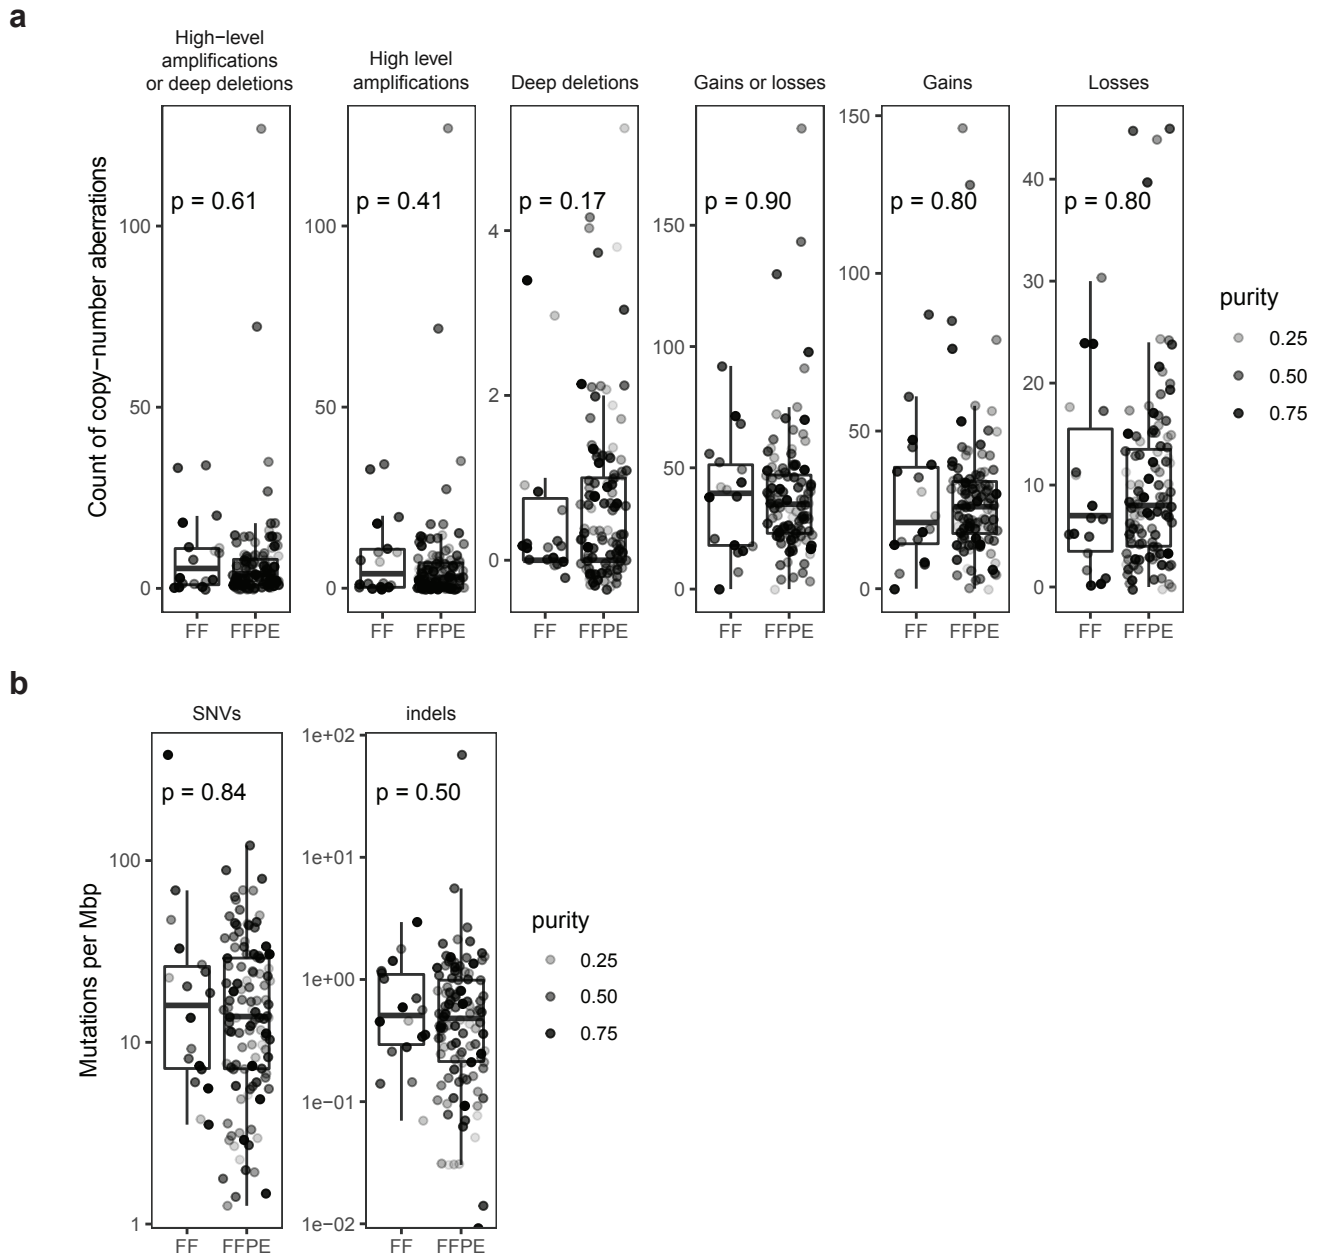 a
High−level
amplifications
or deep deletions
High level
amplifications
Deep deletions
Gains or losses
Gains
Losses
Count of copy−number aberrations
100
50
0
p = 0.61
FF
FFPE
100
50
0
p = 0.41
FF
FFPE
4
2
0
p = 0.17
FF
FFPE
150
100
50
0
p = 0.90
FF
FFPE
150
100
50
0
p = 0.80
FF
FFPE
40
30
20
10
0
p = 0.80
FF
FFPE
purity
0.25
0.50
0.75
b
SNVs
indels
Mutations per Mbp
100
10
1
p = 0.84
FF
FFPE
1e+02
1e+01
1e+00
1e−01
1e−02
p = 0.50
FF
FFPE
purity
0.25
0.50
0.75